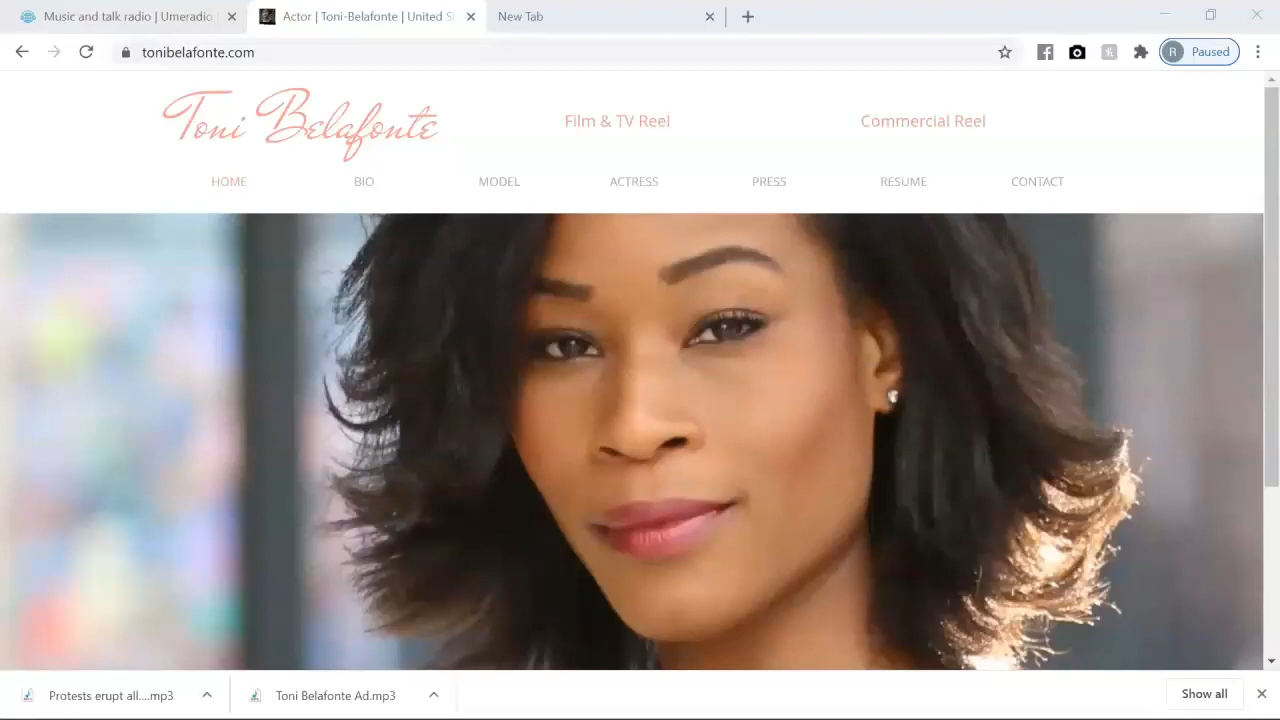 Music and talk radio | Umeradio
Actor | Toni-Belafonte | United S
New Tab
tonibelafonte.com
R
Paused
Toni Belafonte
Film & TV Reel
Commercial Reel
HOME
BIO
MODEL
ACTRESS
PRESS
RESUME
CONTACT
Protests erupt all....mp3
Toni Belafonte Ad.mp3
Show all